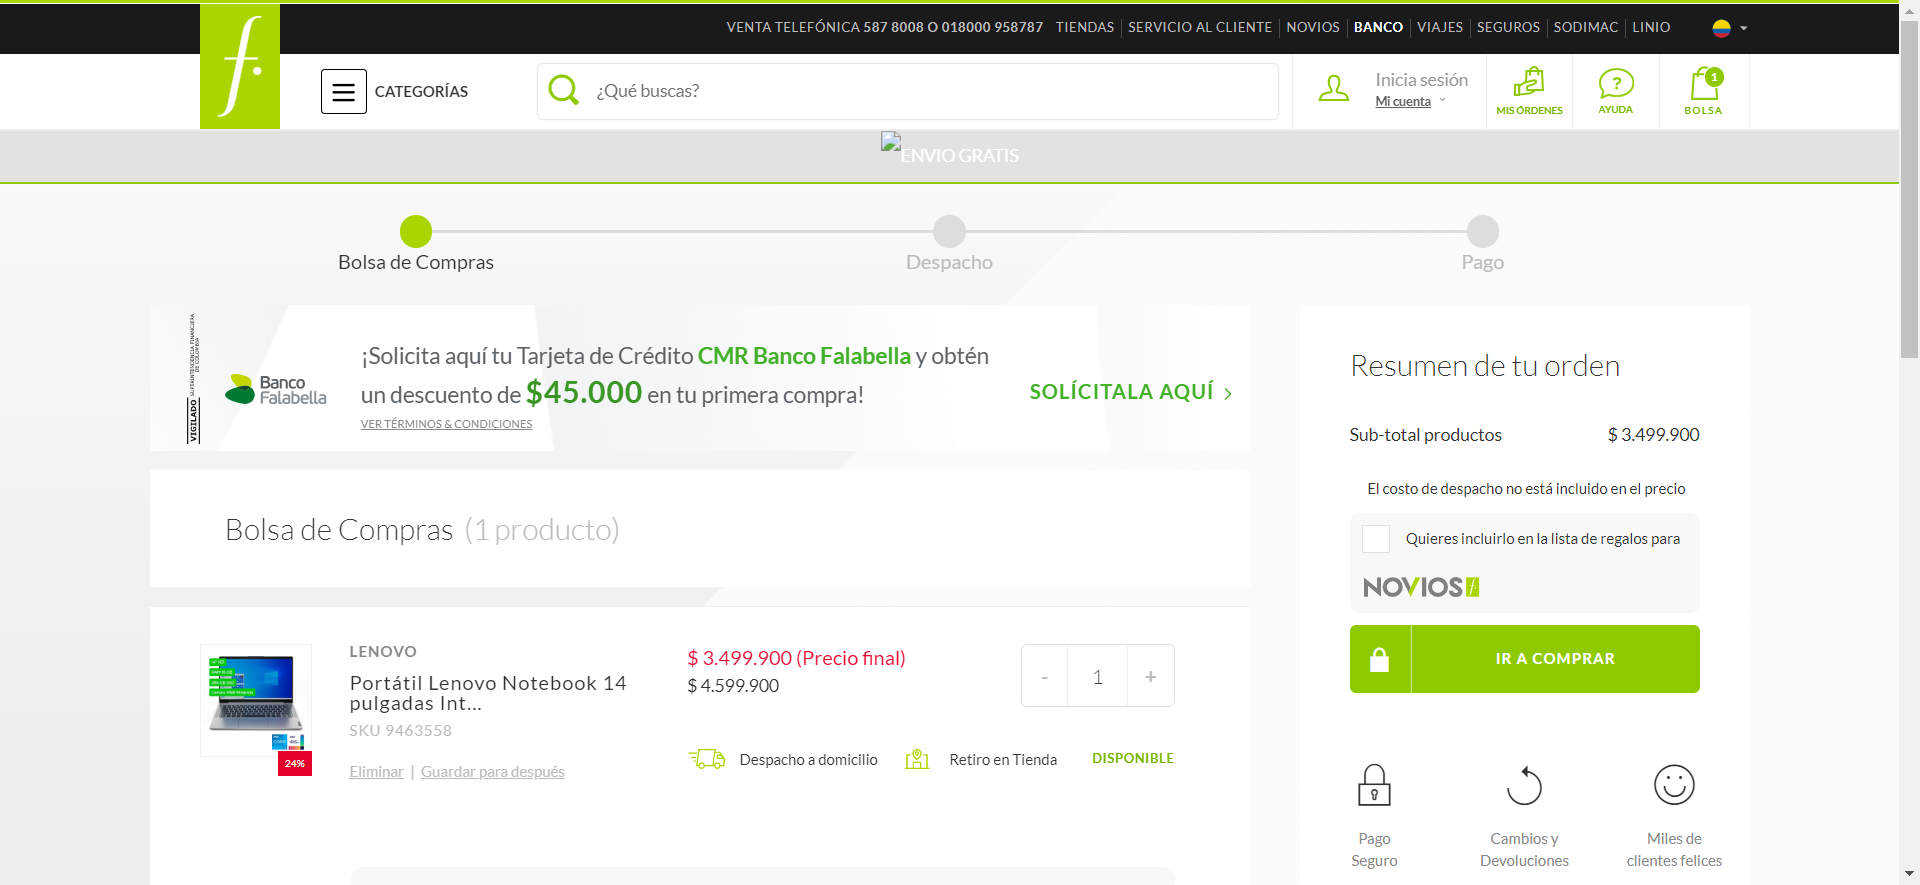 VENTA TELEFÓNICA 587 8008 O 018000 958787 TIENDAS SERVICIO AL CLIENTE NOVIOS BANCO VIAJES SEGUROS SODIMAC LINIO
f.
CATEGORÍAS
¿Qué buscas?
Inicia sesión
Mi cuenta
MIS ÓRDENES
AYUDA
1
BOLSA
ENVIO GRATIS
Bolsa de Compras
Despacho
Pago
VIGILADO SUPERINTENDENCIA FINANCIERA
DE COLOMBIA
Banco
Falabella
¡Solicita aquí tu Tarjeta de Crédito CMR Banco Falabella y obtén
un descuento de $45.000 en tu primera compra!
VER TÉRMINOS & CONDICIONES
SOLÍCITALA AQUÍ
Bolsa de Compras (1 producto)
24%
LENOVO
Portátil Lenovo Notebook 14
pulgadas Int...
SKU 9463558
Eliminar | Guardar para después
$ 3.499.900 (Precio final)
$ 4.599.900
- 1 +
Despacho a domicilio
Retiro en Tienda
DISPONIBLE
Resumen de tu orden
Sub-total productos $ 3.499.900
El costo de despacho no está incluido en el precio
Quieres incluirlo en la lista de regalos para
NOVIOS f.
IR A COMPRAR
Pago
Seguro
Cambios y
Devoluciones
Miles de
clientes felices